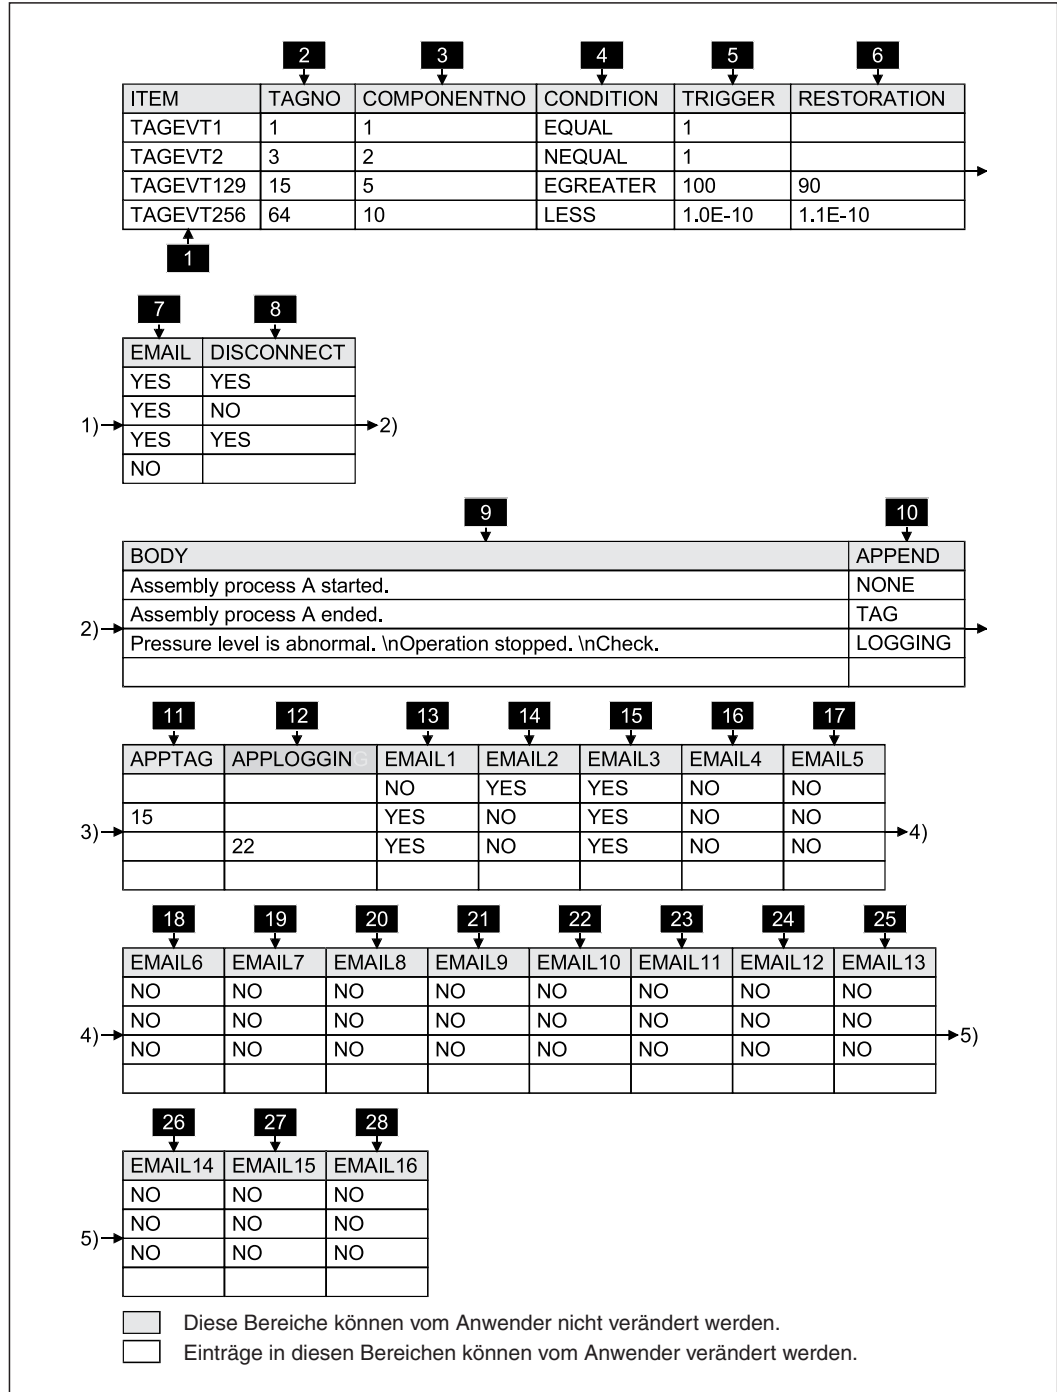 2 3 4 5 6
ITEM TAGNO COMPONENTNO CONDITION TRIGGER RESTORATION
TAGEVT1 1 1 EQUAL 1
TAGEVT2 3 2 NEQUAL 1
TAGEVT129 15 5 EGREATER 100 90
TAGEVT256 64 10 LESS 1.0E-10 1.1E-10
1
7 8
EMAIL DISCONNECT
YES YES
YES NO
1) 2)
YES YES
NO
9 10
BODY APPEND
Assembly process A started. NONE
Assembly process A ended. TAG
2)
Pressure level is abnormal. \nOperation stopped. \nCheck. LOGGING
11 12 13 14 15 16 17
APPTAG APPLOGGING EMAIL1 EMAIL2 EMAIL3 EMAIL4 EMAIL5
NO YES YES NO NO
15 YES NO YES NO NO
3) 4)
22 YES NO YES NO NO
18 19 20 21 22 23 24 25
EMAIL6 EMAIL7 EMAIL8 EMAIL9 EMAIL10 EMAIL11 EMAIL12 EMAIL13
NO NO NO NO NO NO NO NO
NO NO NO NO NO NO NO NO
4) 5)
NO NO NO NO NO NO NO NO
26 27 28
EMAIL14 EMAIL15 EMAIL16
NO NO NO
NO NO NO
5)
NO NO NO
Diese Bereiche können vom Anwender nicht verändert werden.
Einträge in diesen Bereichen können vom Anwender verändert werden.